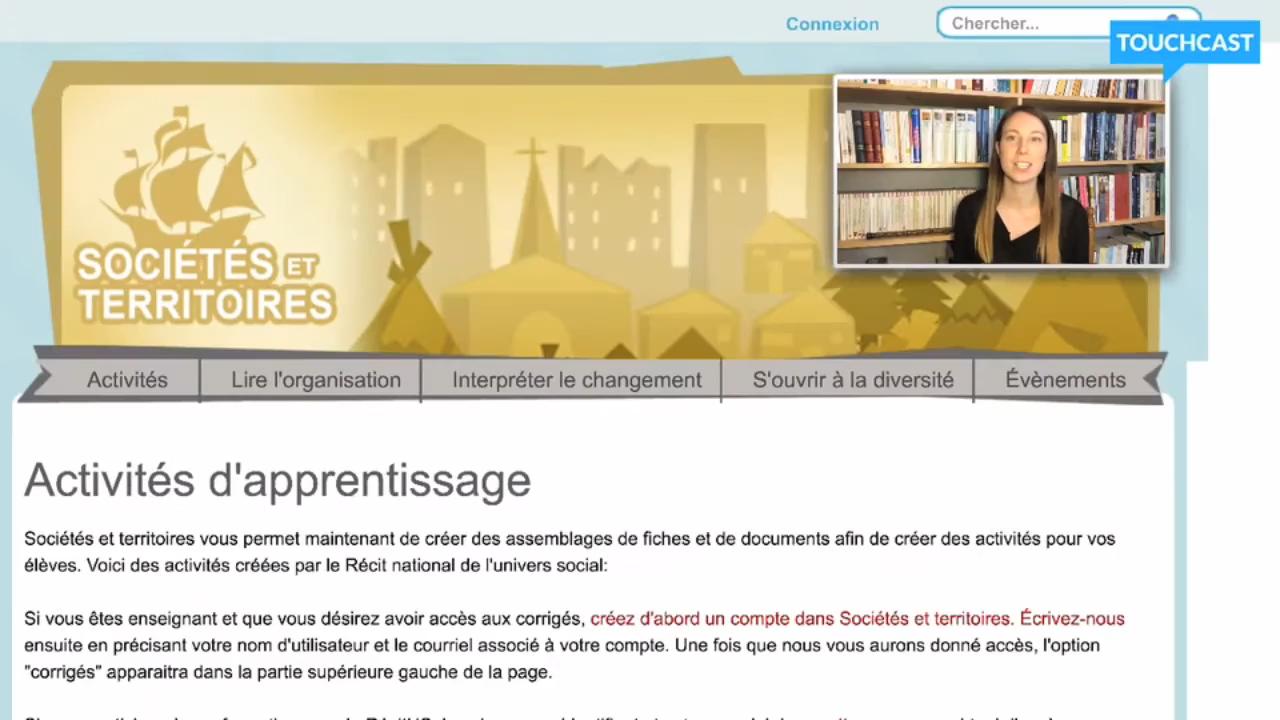 Connexion
Chercher...
TOUCHCAST
SOCIÉTÉS ET
TERRITOIRES
Activités
Lire l'organisation
Interpréter le changement
S'ouvrir à la diversité
Évènements
Activités d'apprentissage
Sociétés et territoires vous permet maintenant de créer des assemblages de fiches et de documents afin de créer des activités pour vos
élèves. Voici des activités créées par le Récit national de l'univers social:
Si vous êtes enseignant et que vous désirez avoir accès aux corrigés, créez d'abord un compte dans Sociétés et territoires. Écrivez-nous
ensuite en précisant votre nom d'utilisateur et le courriel associé à votre compte. Une fois que nous vous aurons donné accès, l'option
"corrigés" apparaitra dans la partie supérieure gauche de la page.